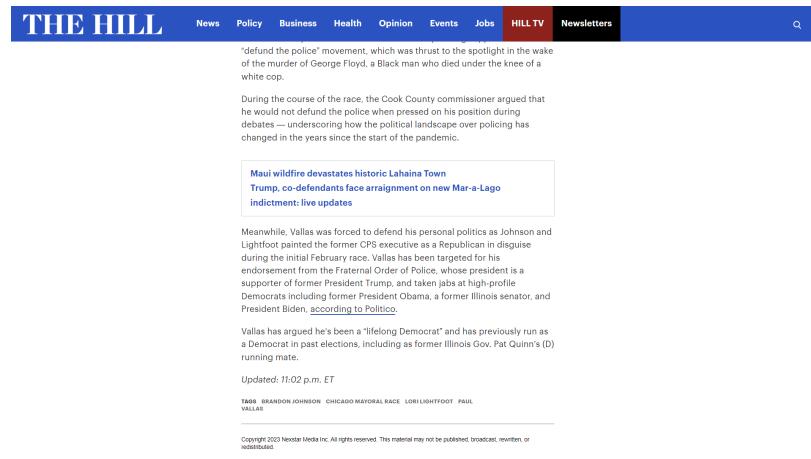 THE HILL
News Policy Business Health Opinion Events Jobs HILL TV Newsletters
“defund the police” movement, which was thrust to the spotlight in the wake
of the murder of George Floyd, a Black man who died under the knee of a
white cop.
During the course of the race, the Cook County commissioner argued that
he would not defund the police when pressed on his position during
debates — underscoring how the political landscape over policing has
changed in the years since the start of the pandemic.
Maui wildfire devastates historic Lahaina Town
Trump, co-defendants face arraignment on new Mar-a-Lago
indictment: live updates
Meanwhile, Vallas was forced to defend his personal politics as Johnson and
Lightfoot painted the former CPS executive as a Republican in disguise
during the initial February race. Vallas has been targeted for his
endorsement from the Fraternal Order of Police, whose president is a
supporter of former President Trump, and taken jabs at high-profile
Democrats including former President Obama, a former Illinois senator, and
President Biden, according to Politico.
Vallas has argued he’s been a “lifelong Democrat” and has previously run as
a Democrat in past elections, including as former Illinois Gov. Pat Quinn’s (D)
running mate.
Updated: 11:02 p.m. ET
TAGS BRANDON JOHNSON CHICAGO MAYORAL RACE LORI LIGHTFOOT PAUL
VALLAS
Copyright 2023 Nexstar Media Inc. All rights reserved. This material may not be published, broadcast, rewritten, or
redistributed.